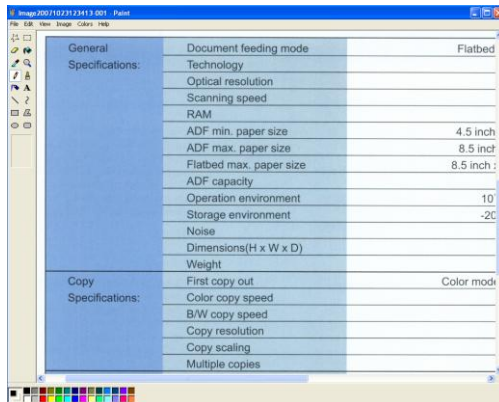 Image20071023123413-001 - Paint
File Edit View Image Colors Help
General Document feeding mode Flatbed
Specifications: Technology
Optical resolution
Scanning speed
RAM
ADF min. paper size 4.5 inch
ADF max. paper size 8.5 inch
Flatbed max. paper size 8.5 inch
ADF capacity
Operation environment 10
Storage environment -20
Noise
Dimensions(H x W x D)
Weight
Copy First copy out Color mode
Specifications: Color copy speed
B/W copy speed
Copy resolution
Copy scaling
Multiple copies